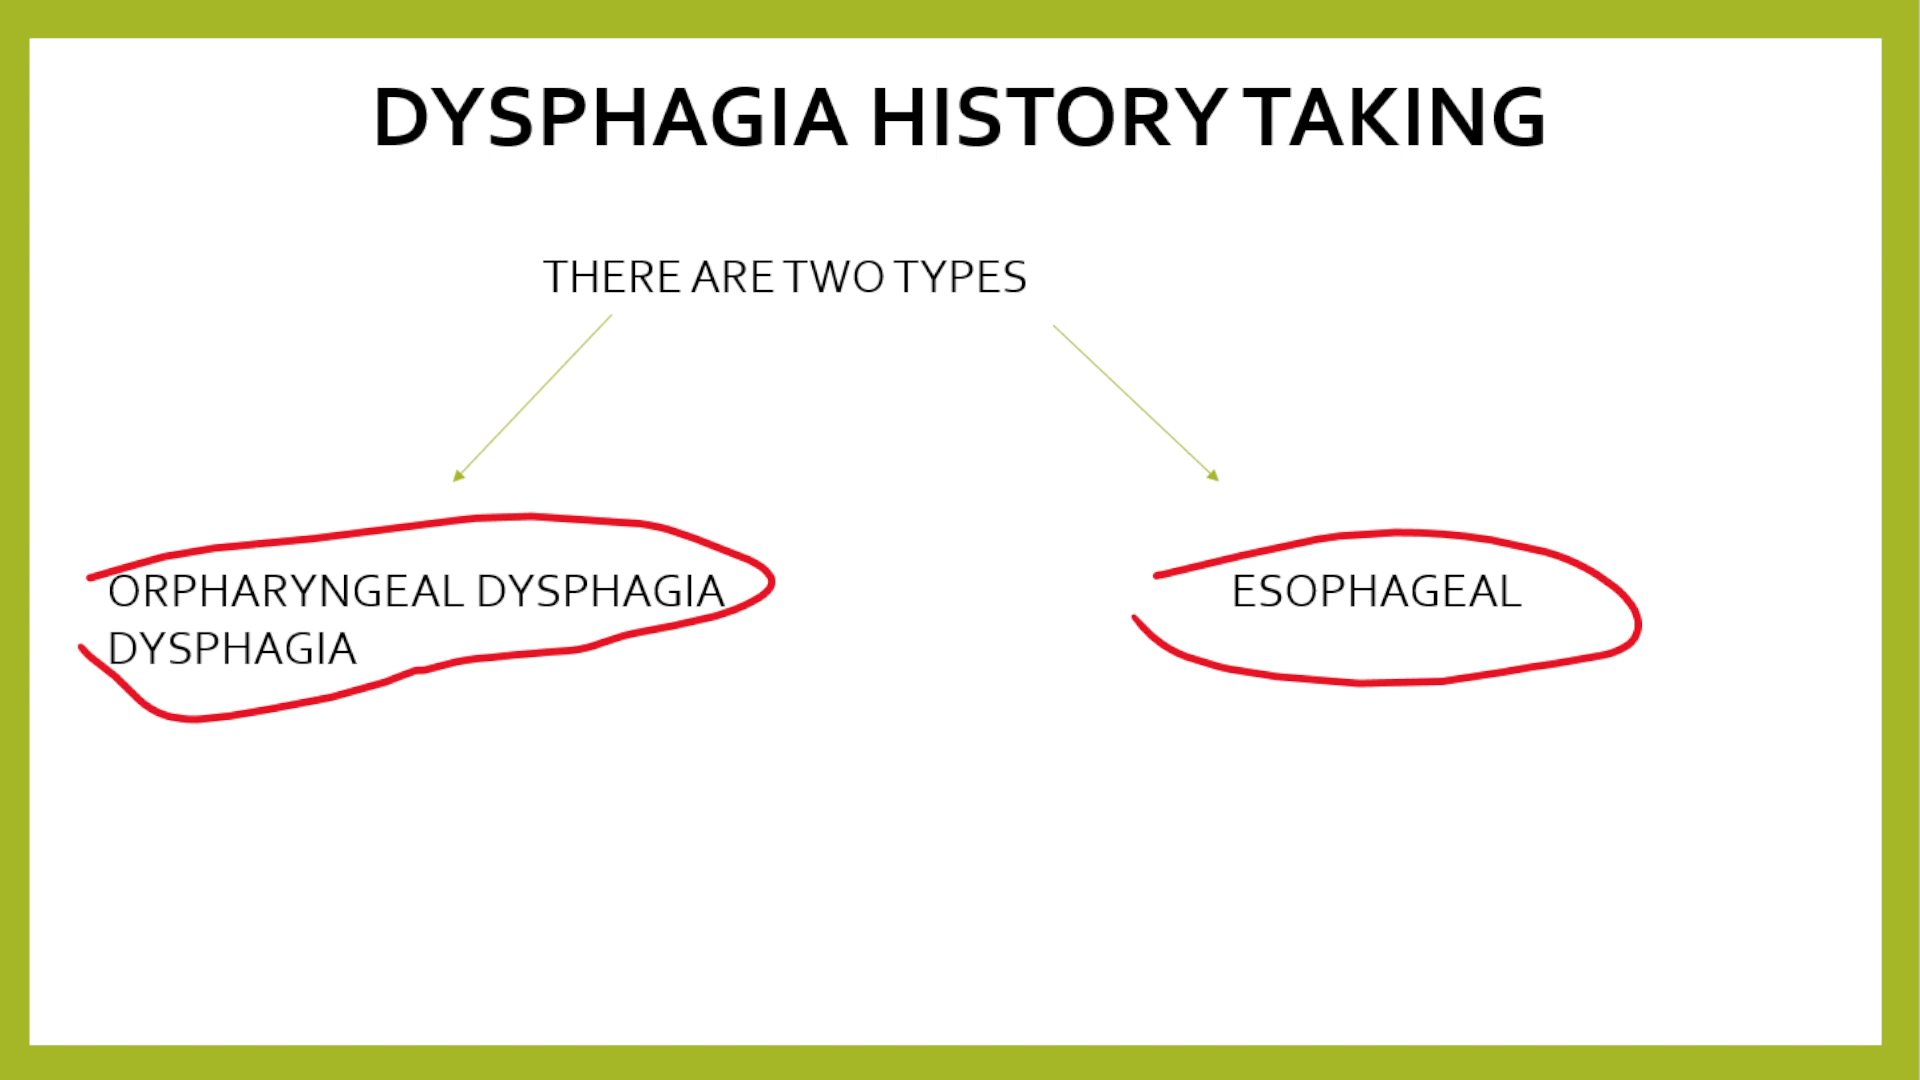 DYSPHAGIA HISTORY TAKING
THERE ARE TWO TYPES
ORPHARYNGEAL DYSPHAGIA
DYSPHAGIA
ESOPHAGEAL